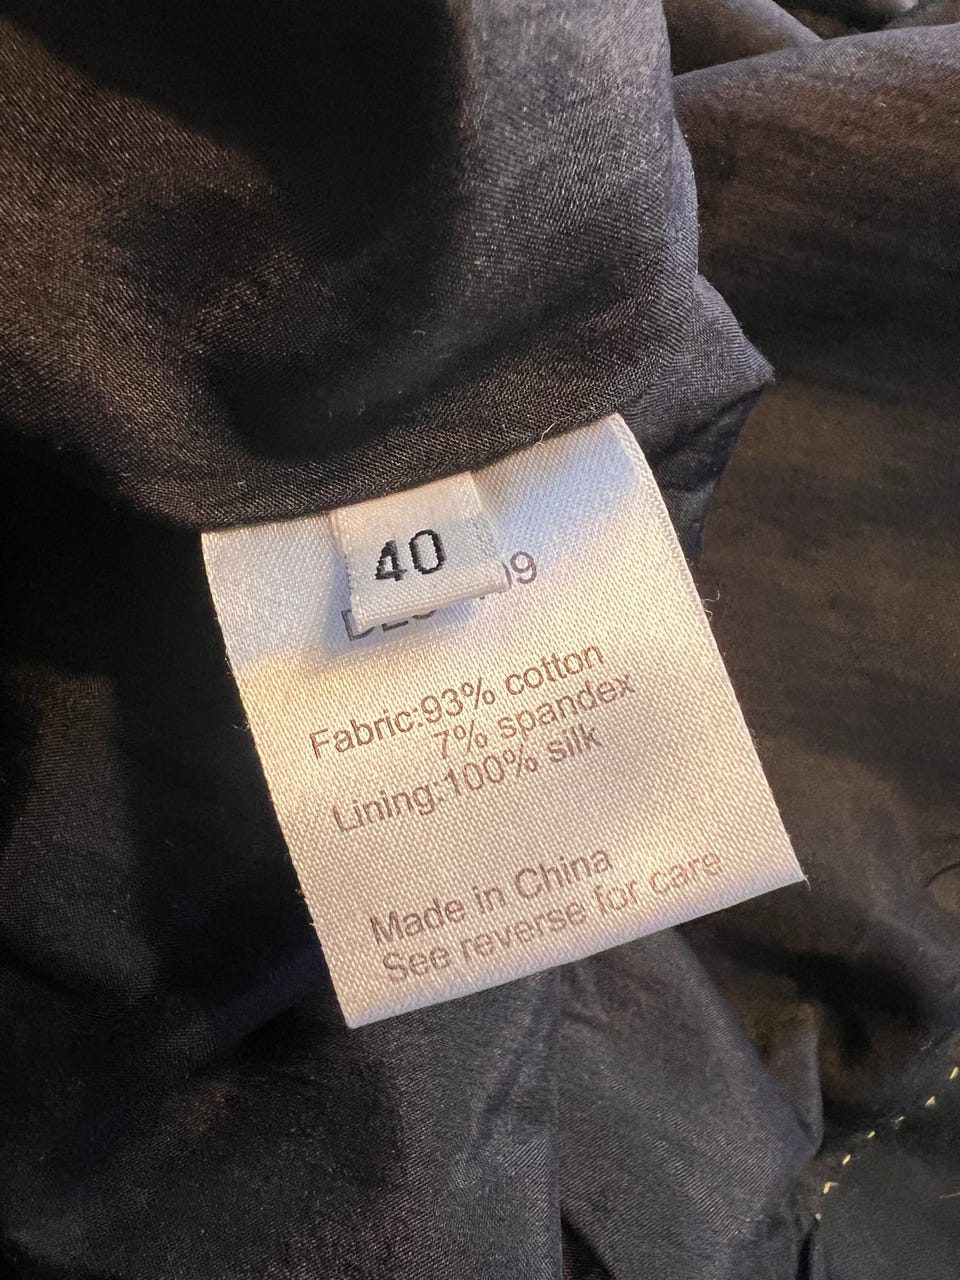 40
Fabric:93% cotton
7% spandex
Lining:100% silk
Made in China
See reverse for care